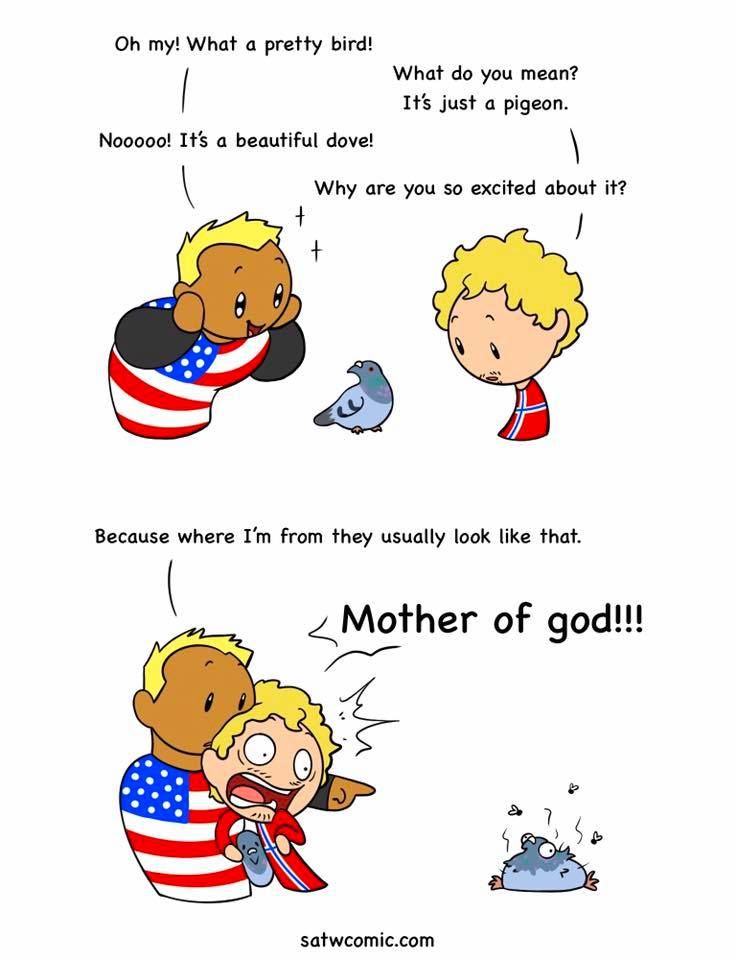 Oh my! What a pretty bird!
What do you mean?
It's just a pigeon.
Nooooo! It's a beautiful dove!
Why are you so excited about it?
Because where I'm from they usually look like that.
Mother of god!!!
satwcomic.com